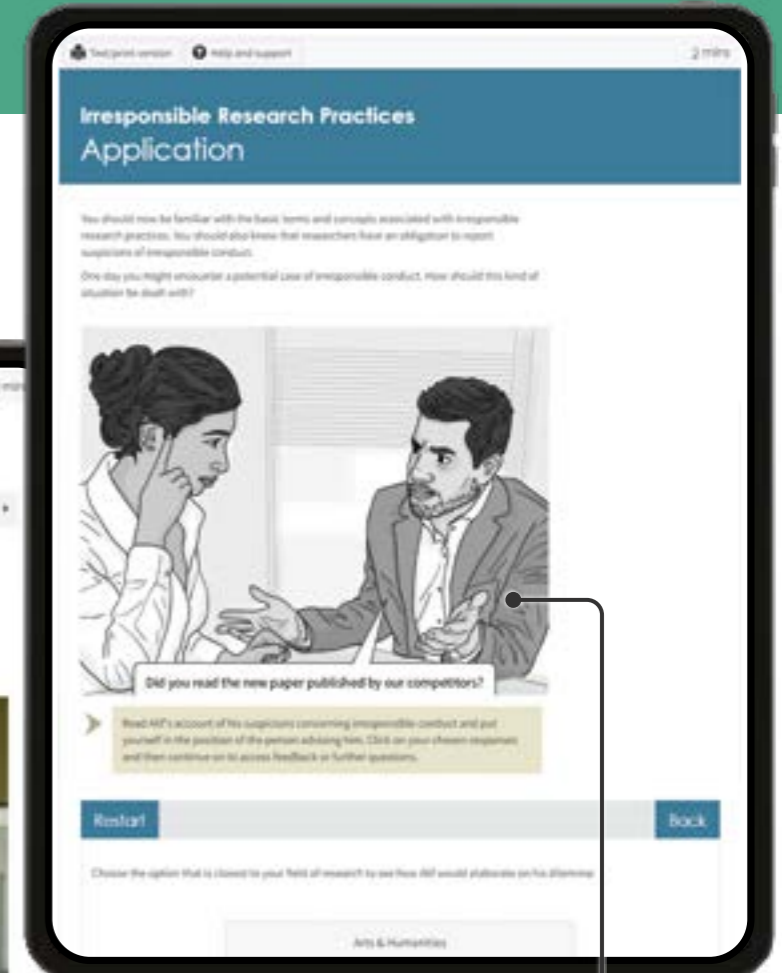 Text/print version Help and support 2 mins
Irresponsible Research Practices
Application
You should now be familiar with the basic terms and concepts associated with irresponsible
research practices. You should also know that researchers have an obligation to report
suspicions of irresponsible conduct.
One day you might encounter a potential case of irresponsible conduct. How should this kind of
situation be dealt with?
Did you read the new paper published by our competitors?
Read Alif's account of his suspicions concerning irresponsible conduct and put
yourself in the position of the person advising him. Click on your chosen responses
and then continue on to access feedback or further questions.
Restart Back
Choose the option that is closest to your field of research to see how Alif would elaborate on his dilemma
Arts & Humanities